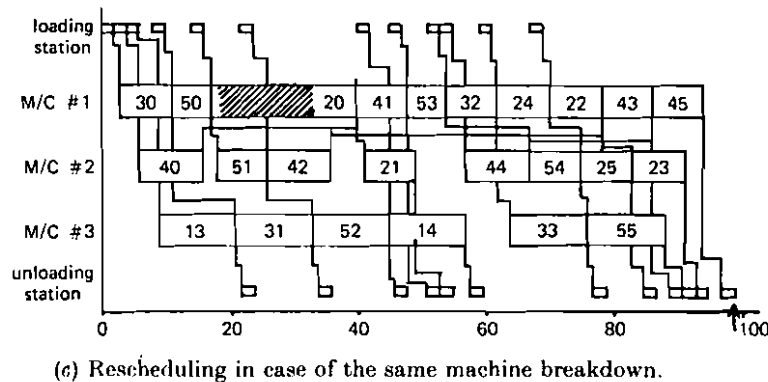 loading
station
M/C #1 30 50 20 41 53 32 24 22 43 45
M/C #2 40 51 42 21 44 54 25 23
M/C #3 13 31 52 14 33 55
unloading
station
0 20 40 60 80 100
(c) Rescheduling in case of the same machine breakdown.